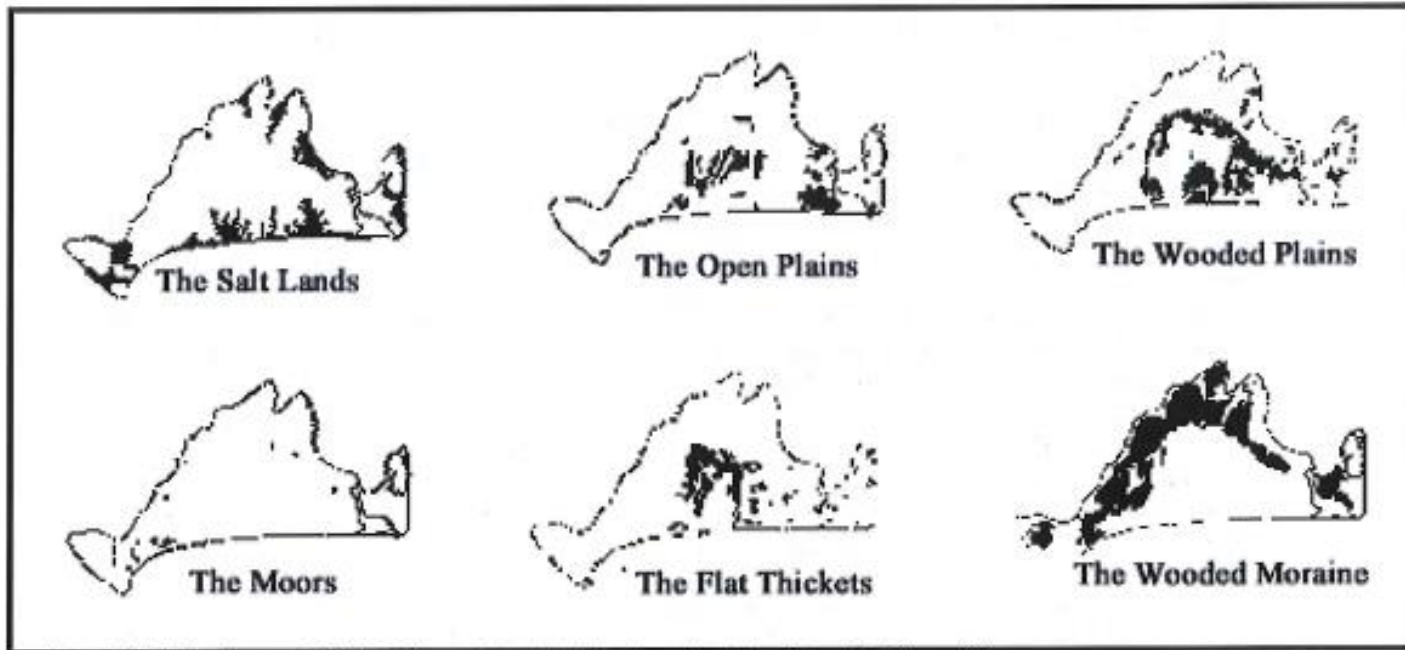 The Salt Lands
The Open Plains
The Wooded Plains
The Moors
The Flat Thickets
The Wooded Moraine